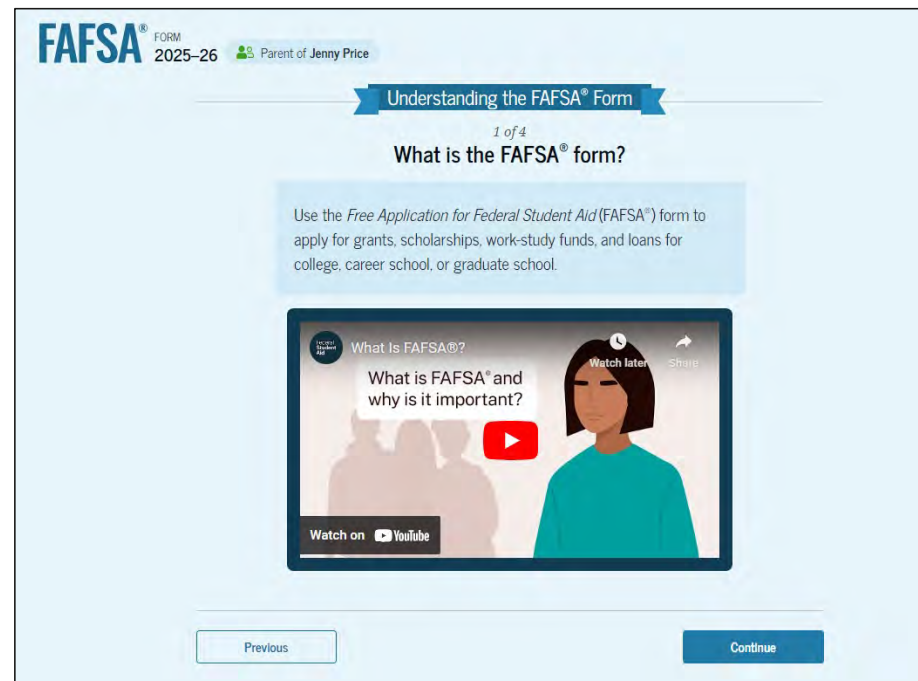 FAFSA® FORM
2025–26
Parent of Jenny Price
Understanding the FAFSA® Form
1 of 4
What is the FAFSA® form?
Use the Free Application for Federal Student Aid (FAFSA®) form to
apply for grants, scholarships, work-study funds, and loans for
college, career school, or graduate school.
Federal
Student
Aid
What Is FAFSA®?
Watch later
Share
What is FAFSA® and
why is it important?
Watch on YouTube
Previous
Continue